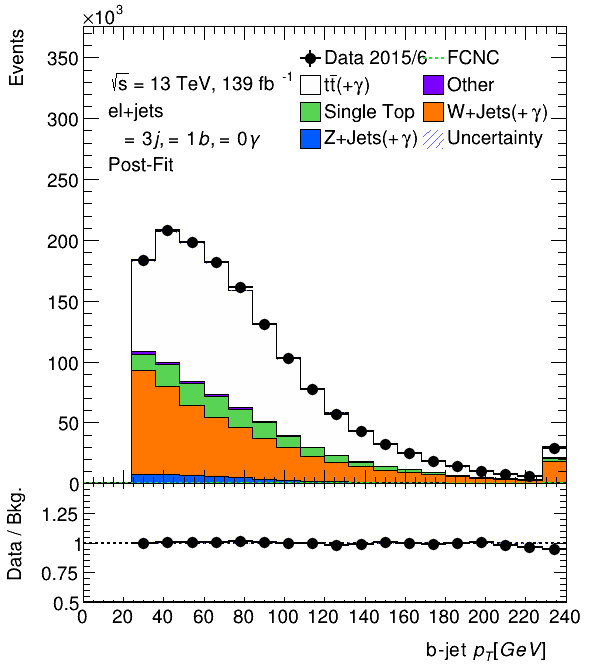 ×10³
Events
350
300
250
200
150
100
50
0
√s = 13 TeV, 139 fb⁻¹
el+jets
= 3j, = 1b, = 0γ
Post-Fit
Data 2015/6 FCNC
tt̄(+γ) Other
Single Top W+Jets(+γ)
Z+Jets(+γ) Uncertainty
Data / Bkg.
1.25
1
0.75
0.5
0 20 40 60 80 100 120 140 160 180 200 220 240
b-jet p_T[GeV]